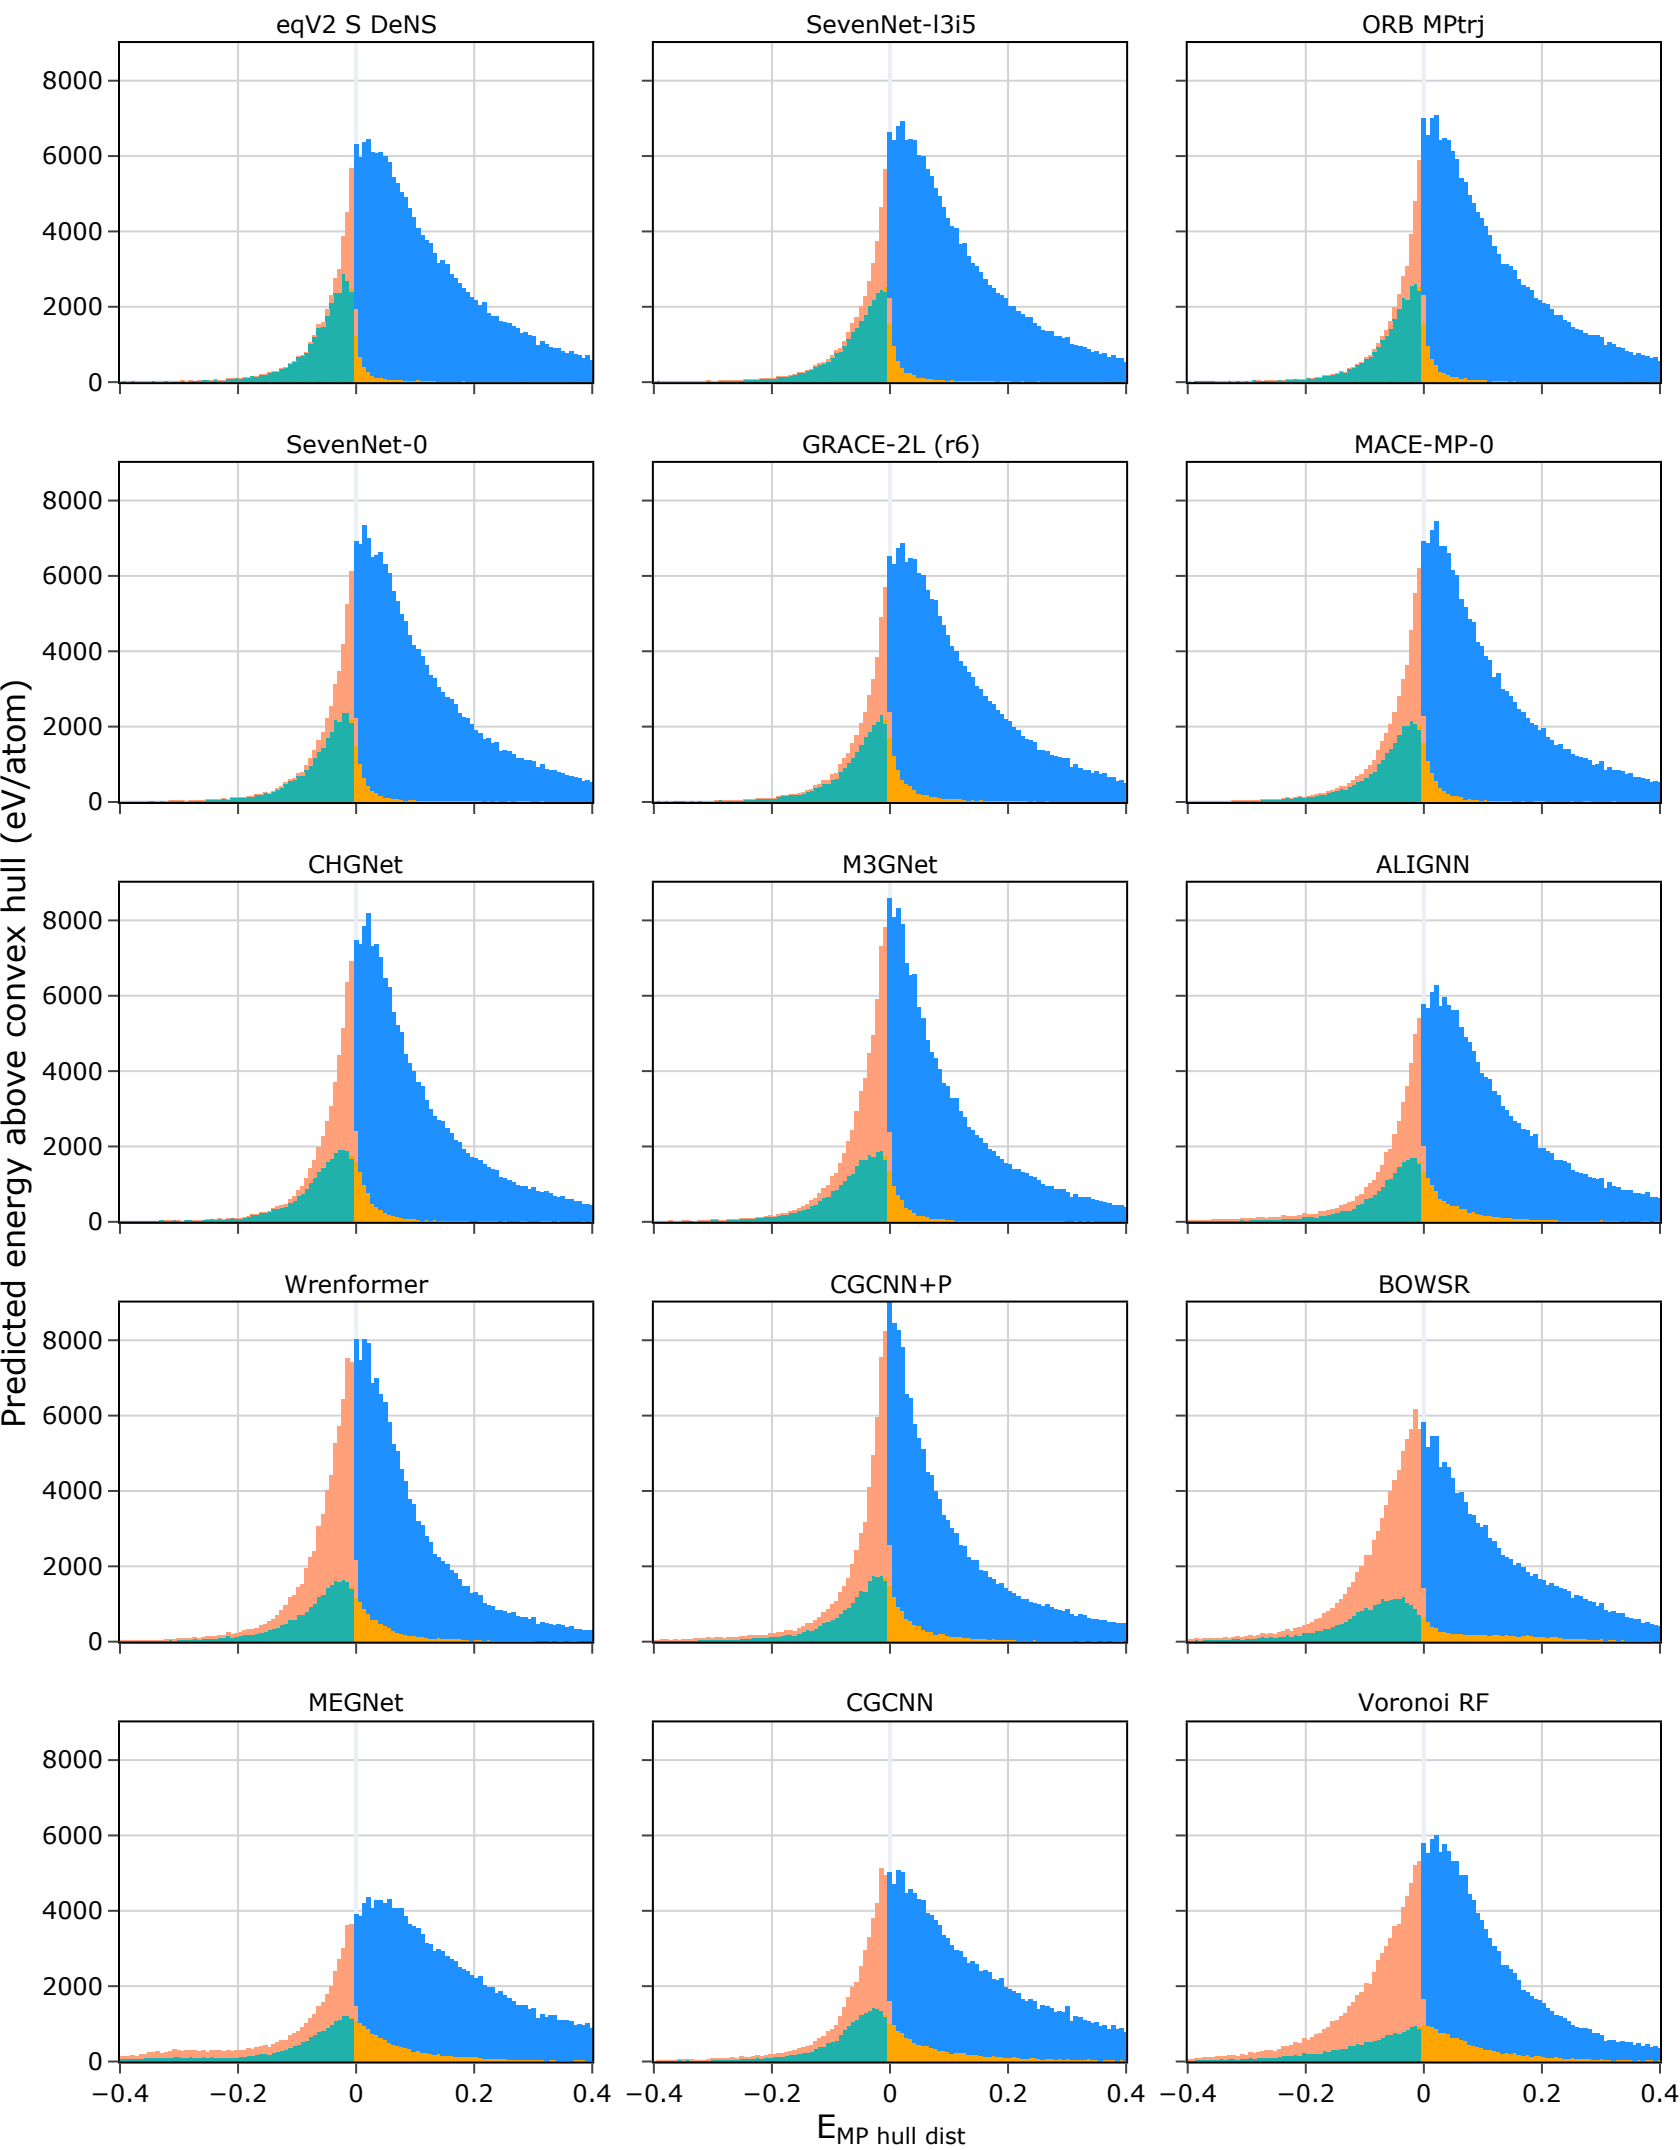 eqV2 S DeNS
SevenNet-l3i5
ORB MPtrj
8000
6000
4000
2000
0
SevenNet-0
GRACE-2L (r6)
MACE-MP-0
8000
6000
4000
2000
0
CHGNet
M3GNet
ALIGNN
8000
6000
4000
2000
0
Wrenformer
CGCNN+P
BOWSR
8000
6000
4000
2000
0
MEGNet
CGCNN
Voronoi RF
8000
6000
4000
2000
0
−0.4 −0.2 0 0.2 0.4
−0.4 −0.2 0 0.2 0.4
−0.4 −0.2 0 0.2 0.4
Predicted energy above convex hull (eV/atom)
E MP hull dist